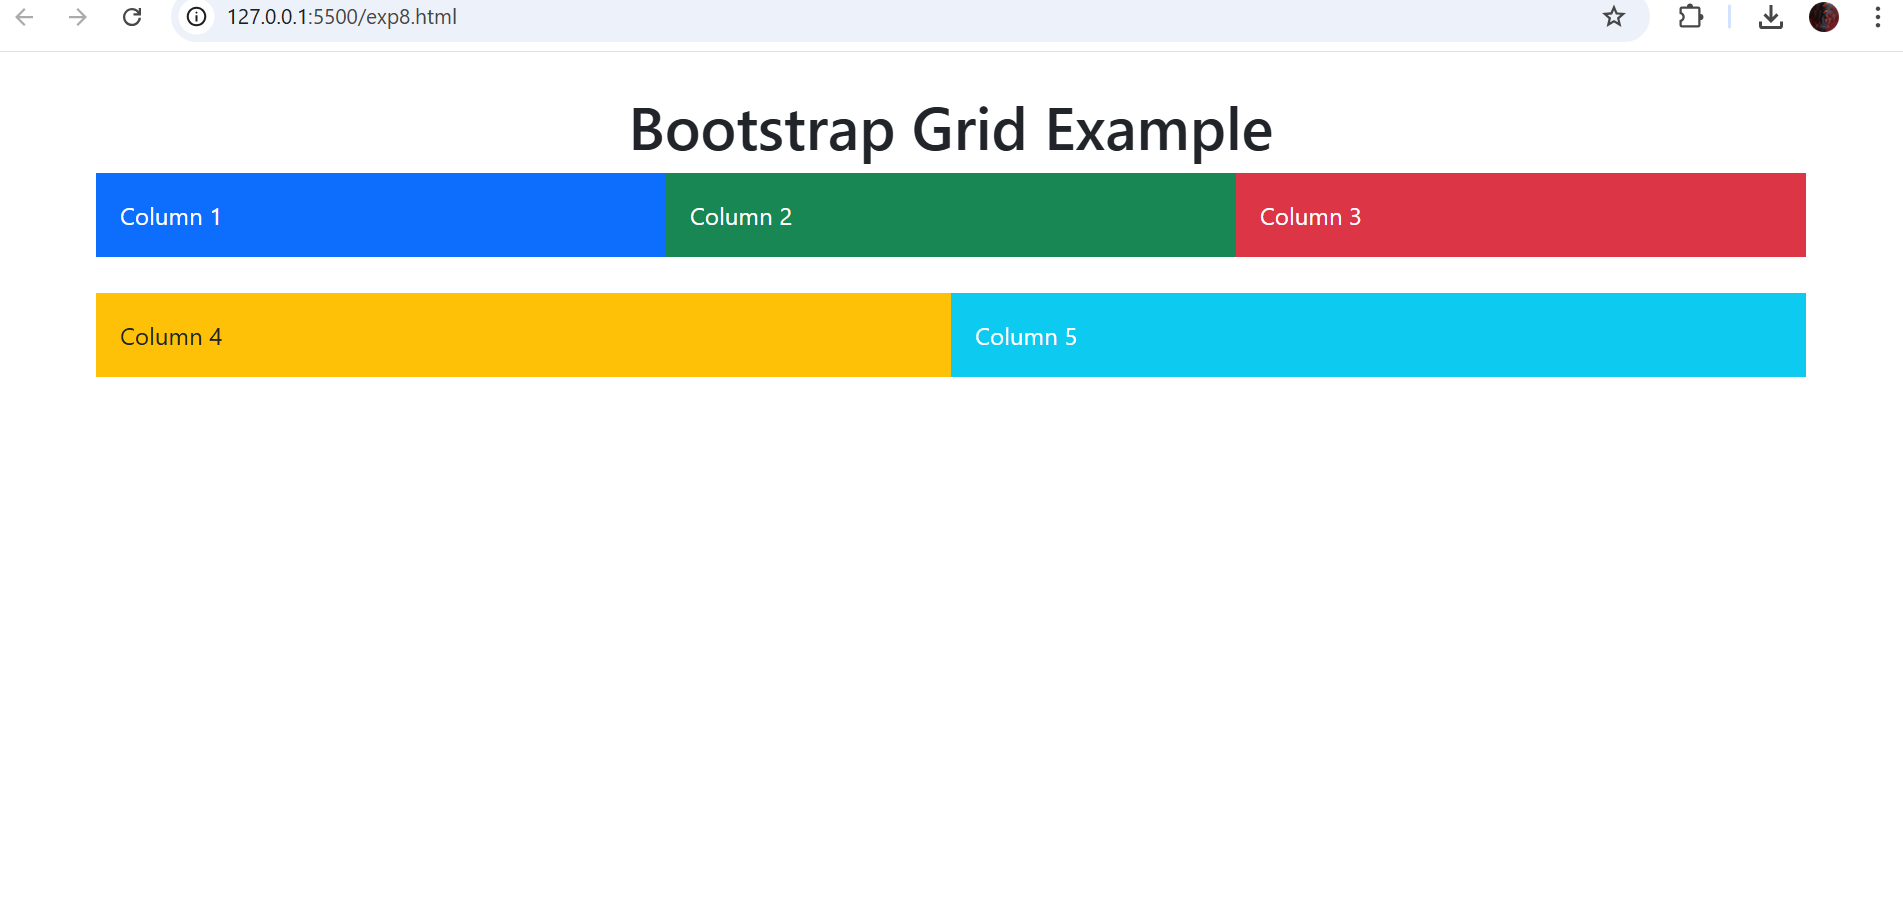 127.0.0.1:5500/exp8.html
Bootstrap Grid Example
Column 1 Column 2 Column 3
Column 4 Column 5